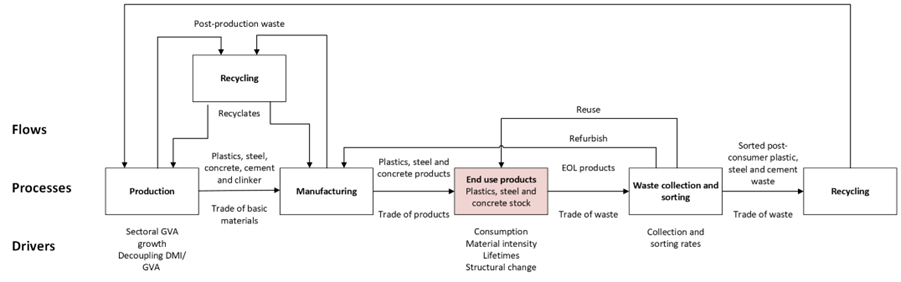 Post-production waste
Recycling
Recyclates
Flows
Reuse
Refurbish
Plastics, steel,
concrete, cement
and clinker
Plastics, steel and
concrete products
EOL products
Sorted post-
consumer plastic,
steel and cement
waste
Processes
Production
Manufacturing
End use products
Plastics, steel and
concrete stock
Waste collection and
sorting
Recycling
Trade of basic
materials
Trade of products
Trade of waste
Trade of waste
Drivers
Sectoral GVA
growth
Decoupling DMI/
GVA
Consumption
Material intensity
Lifetimes
Structural change
Collection and
sorting rates